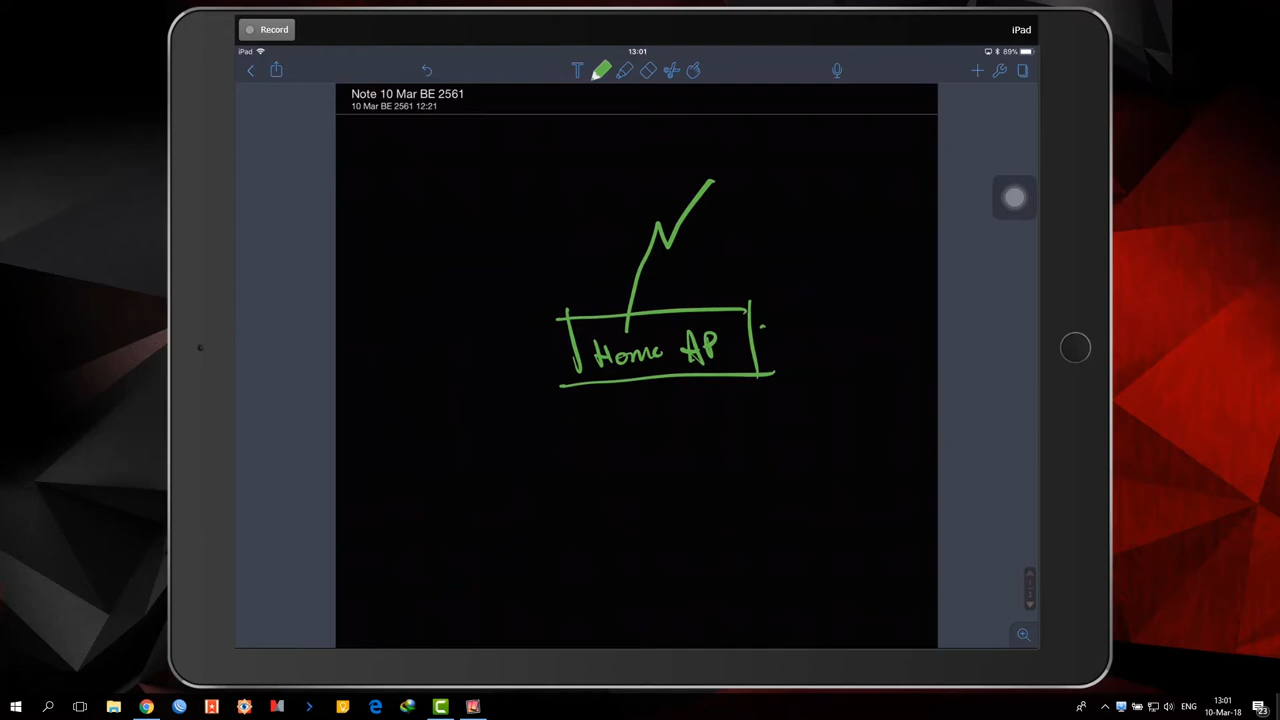 Record
iPad
iPad
13:01
89%
Note 10 Mar BE 2561
10 Mar BE 2561 12:21
Home AP
ENG
13:01
10-Mar-18
23